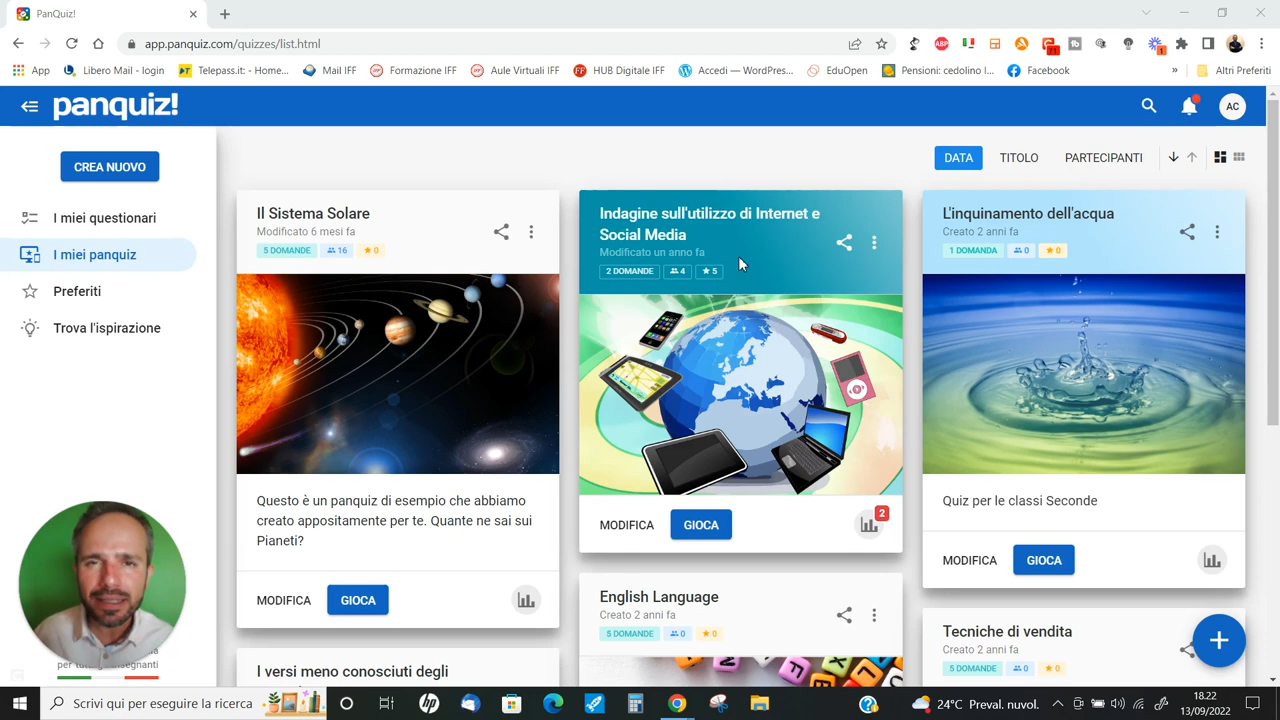 PanQuiz!
app.panquiz.com/quizzes/list.html
ABP
71
1
App
Libero Mail - login
Telepass.it: - Home...
Mail IFF
Formazione IFF
Aule Virtuali IFF
HUB Digitale IFF
Accedi — WordPres...
EduOpen
Pensioni: cedolino l...
Facebook
»
Altri Preferiti
panquiz!
AC
CREA NUOVO
I miei questionari
I miei panquiz
Preferiti
Trova l'ispirazione
DATA
TITOLO
PARTECIPANTI
Il Sistema Solare
Modificato 6 mesi fa
5 DOMANDE
16
0
Questo è un panquiz di esempio che abbiamo
creato appositamente per te. Quante ne sai sui
Pianeti?
MODIFICA
GIOCA
I versi meno conosciuti degli
Indagine sull'utilizzo di Internet e
Social Media
Modificato un anno fa
2 DOMANDE
4
5
MODIFICA
GIOCA
2
English Language
Creato 2 anni fa
5 DOMANDE
0
0
L'inquinamento dell'acqua
Creato 2 anni fa
1 DOMANDA
0
0
Quiz per le classi Seconde
MODIFICA
GIOCA
Tecniche di vendita
Creato 2 anni fa
5 DOMANDE
0
0
+
Scrivi qui per eseguire la ricerca
hp
24°C Preval. nuvol.
18.22
13/09/2022